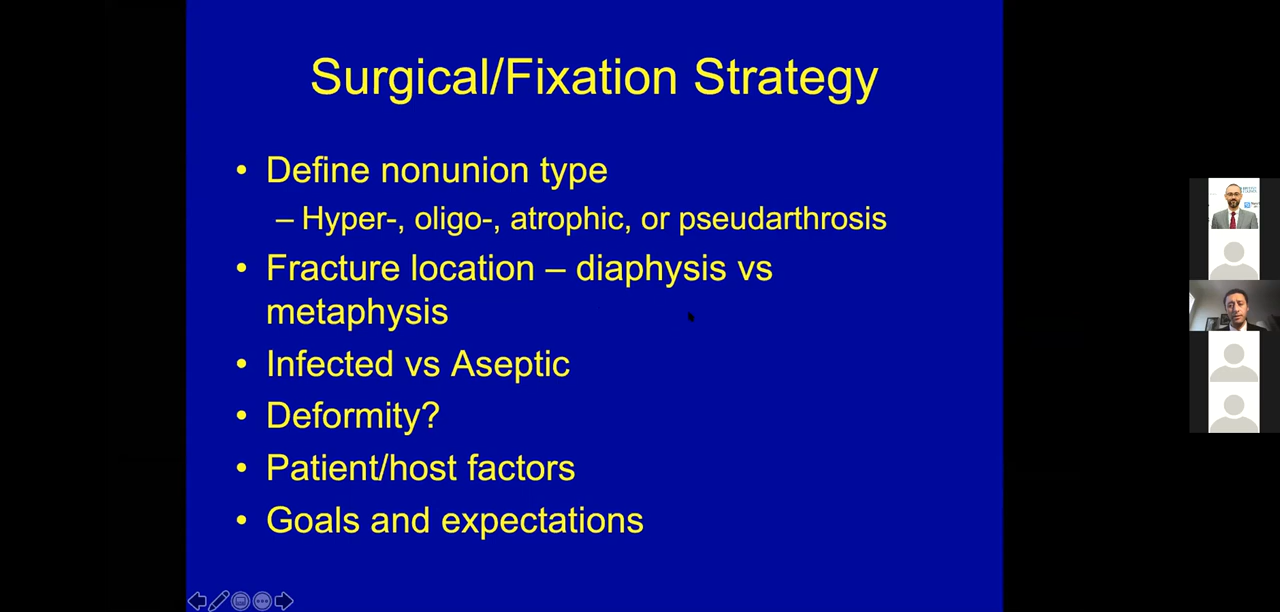 Surgical/Fixation Strategy
• Define nonunion type
– Hyper-, oligo-, atrophic, or pseudarthrosis
• Fracture location – diaphysis vs
metaphysis
• Infected vs Aseptic
• Deformity?
• Patient/host factors
• Goals and expectations